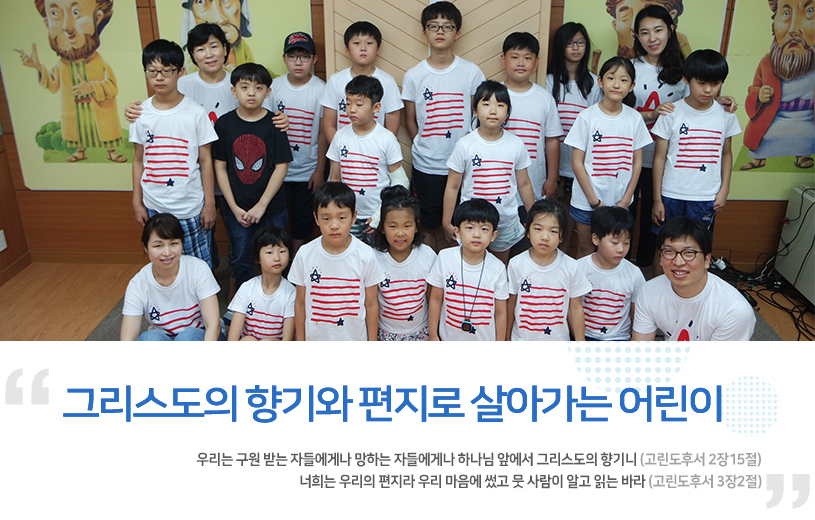 그리스도의 향기와 편지로 살아가는 어린이
우리는 구원 받는 자들에게나 망하는 자들에게나 하나님 앞에서 그리스도의 향기니 (고린도후서 2장15절)
너희는 우리의 편지라 우리 마음에 썼고 뭇 사람이 알고 읽는 바라 (고린도후서 3장2절)